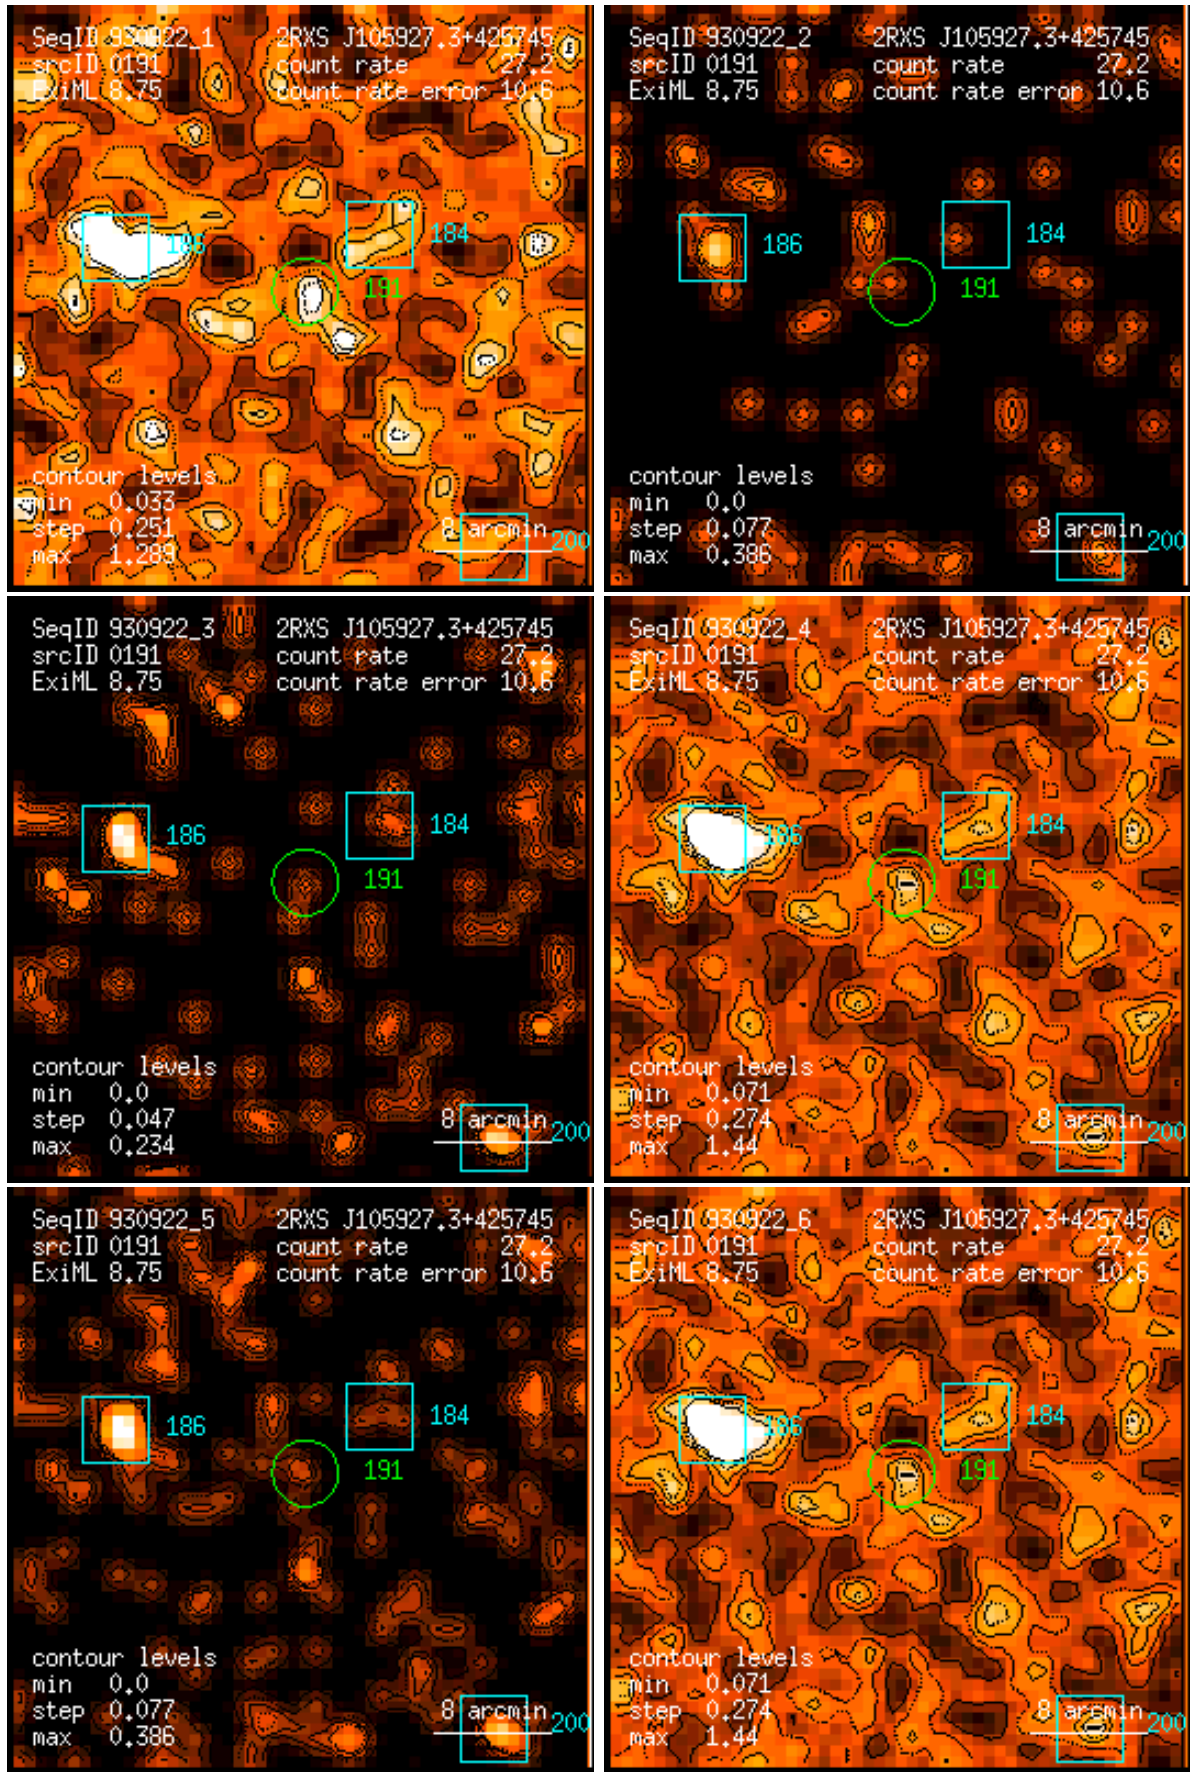 SeqID 930922_1 2RXS J105927.3+425745
srcID 0191 count rate 27.2
ExiML 8.75 count rate error 10.6
186
184
191
contour levels
min 0.033
step 0.251
max 1.289
8 arcmin
200
SeqID 930922_2 2RXS J105927.3+425745
srcID 0191 count rate 27.2
ExiML 8.75 count rate error 10.6
186
184
191
contour levels
min 0.0
step 0.077
max 0.386
8 arcmin
200
SeqID 930922_3 2RXS J105927.3+425745
srcID 0191 count rate 27.2
ExiML 8.75 count rate error 10.6
186
184
191
contour levels
min 0.0
step 0.047
max 0.234
8 arcmin
200
SeqID 930922_4 2RXS J105927.3+425745
srcID 0191 count rate 27.2
ExiML 8.75 count rate error 10.6
186
184
191
contour levels
min 0.071
step 0.274
max 1.44
8 arcmin
200
SeqID 930922_5 2RXS J105927.3+425745
srcID 0191 count rate 27.2
ExiML 8.75 count rate error 10.6
186
184
191
contour levels
min 0.0
step 0.077
max 0.386
8 arcmin
200
SeqID 930922_6 2RXS J105927.3+425745
srcID 0191 count rate 27.2
ExiML 8.75 count rate error 10.6
186
184
191
contour levels
min 0.071
step 0.274
max 1.44
8 arcmin
200